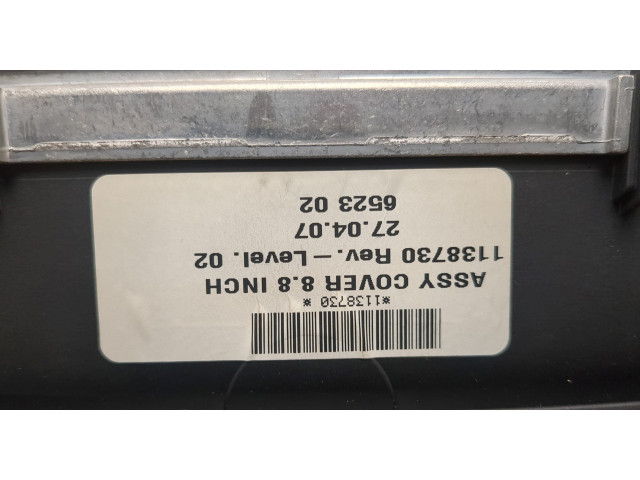 *1138730 *
ASSY COVER 8.8 INCH
1138730 Rev.-Level. 02
27.04.07
6523 02